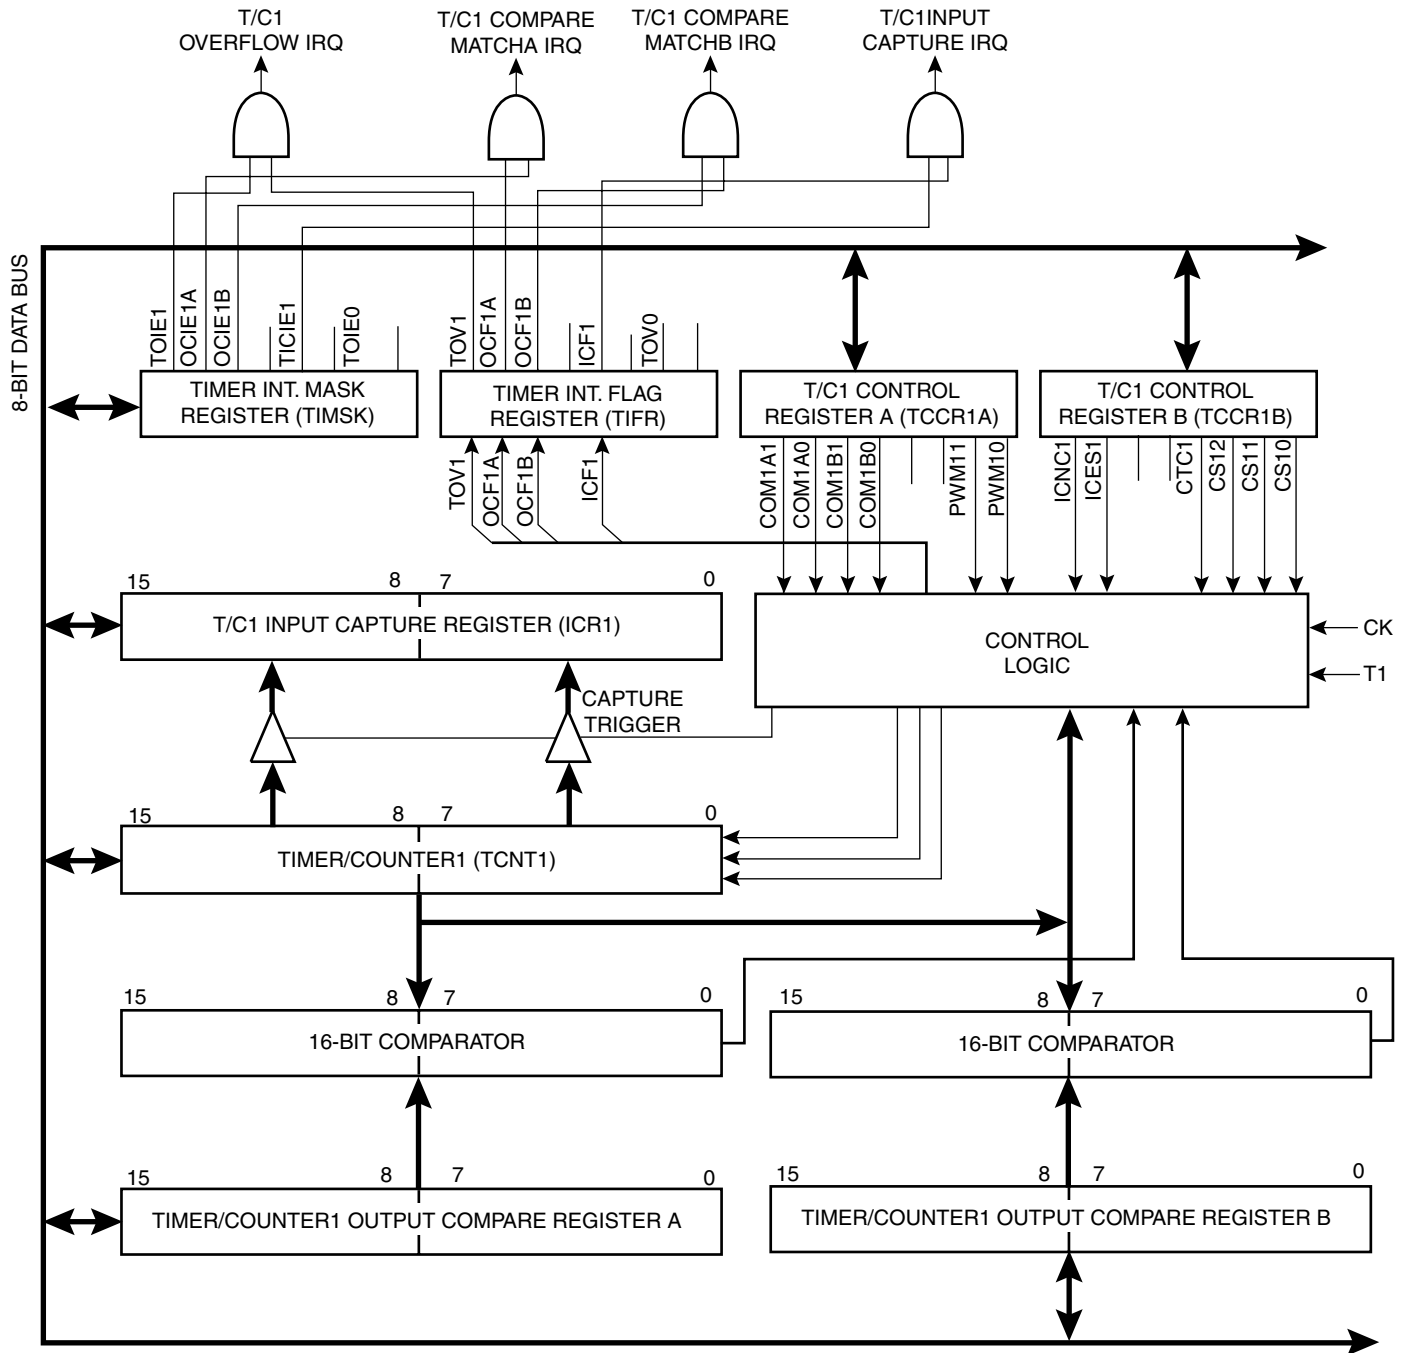 T/C1
OVERFLOW IRQ
T/C1 COMPARE
MATCHA IRQ
T/C1 COMPARE
MATCHB IRQ
T/C1INPUT
CAPTURE IRQ
8-BIT DATA BUS
TOIE1
OCIE1A
OCIE1B
TICIE1
TOIE0
TOV1
OCF1A
OCF1B
ICF1
TOV0
TIMER INT. MASK
REGISTER (TIMSK)
TIMER INT. FLAG
REGISTER (TIFR)
T/C1 CONTROL
REGISTER A (TCCR1A)
T/C1 CONTROL
REGISTER B (TCCR1B)
TOV1
OCF1A
OCF1B
ICF1
COM1A1
COM1A0
COM1B1
COM1B0
PWM11
PWM10
ICNC1
ICES1
CTC1
CS12
CS11
CS10
15 8 7 0
T/C1 INPUT CAPTURE REGISTER (ICR1)
CONTROL
LOGIC
CK
T1
CAPTURE
TRIGGER
15 8 7 0
TIMER/COUNTER1 (TCNT1)
15 8 7 0
16-BIT COMPARATOR
15 8 7 0
16-BIT COMPARATOR
15 8 7 0
TIMER/COUNTER1 OUTPUT COMPARE REGISTER A
15 8 7 0
TIMER/COUNTER1 OUTPUT COMPARE REGISTER B